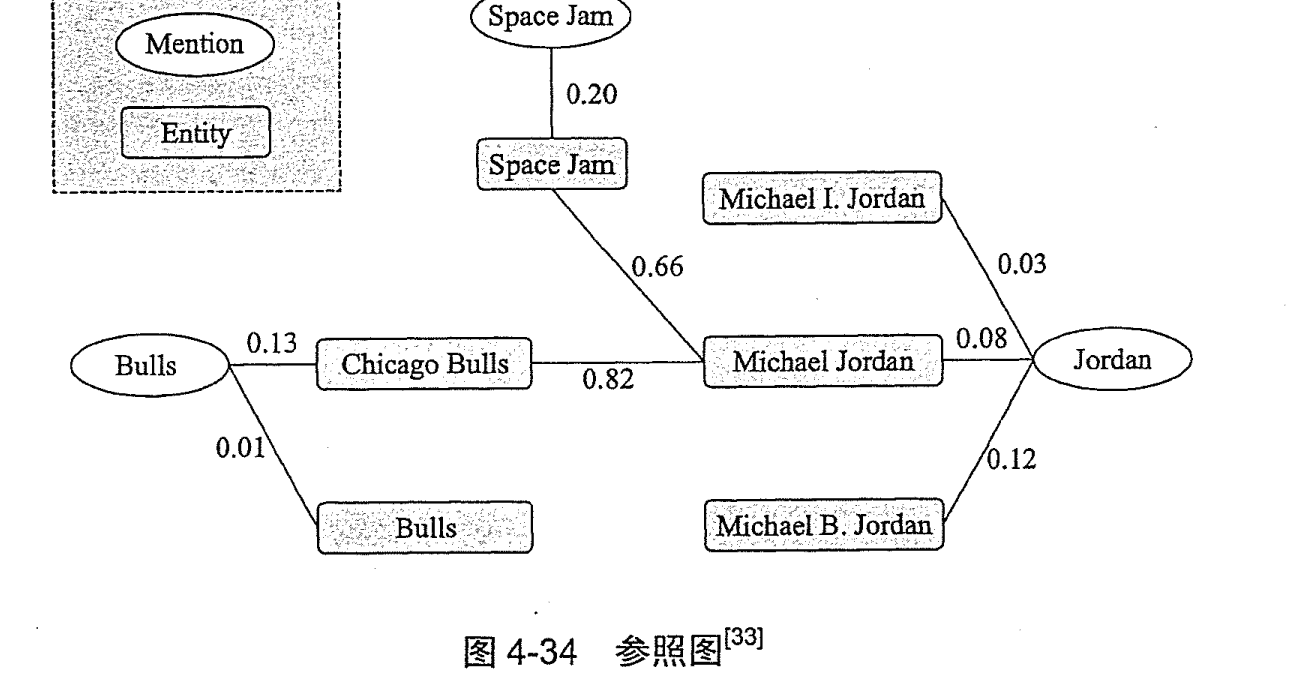 Space Jam
Mention
0.20
Entity
Space Jam
Michael I. Jordan
0.66
0.03
0.13
0.08
Bulls
Chicago Bulls
Michael Jordan
Jordan
0.82
0.01
0.12
Bulls
Michael B. Jordan
图 4-34 参照图[33]